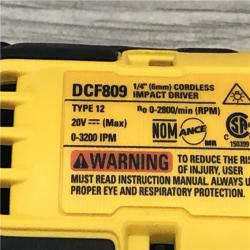 DCF809 1/4" (6mm) CORDLESS
IMPACT DRIVER
TYPE 12 n₀ 0-2800/min (RPM)
20V ⎓ (Max)
0-3200 IPM
NOM ANCE MR
C
150399
WARNING TO REDUCE THE RIS
OF INJURY, USER
MUST READ INSTRUCTION MANUAL. ALWAYS
PROPER EYE AND RESPIRATORY PROTECTION.